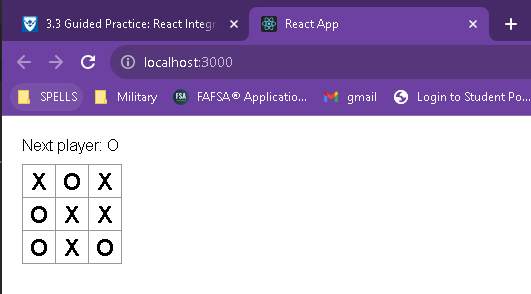 3.3 Guided Practice: React Integr
React App
localhost:3000
SPELLS
Military
FSA
FAFSA® Applicatio...
gmail
Login to Student Po...
Next player: O
X O X
O X X
O X O